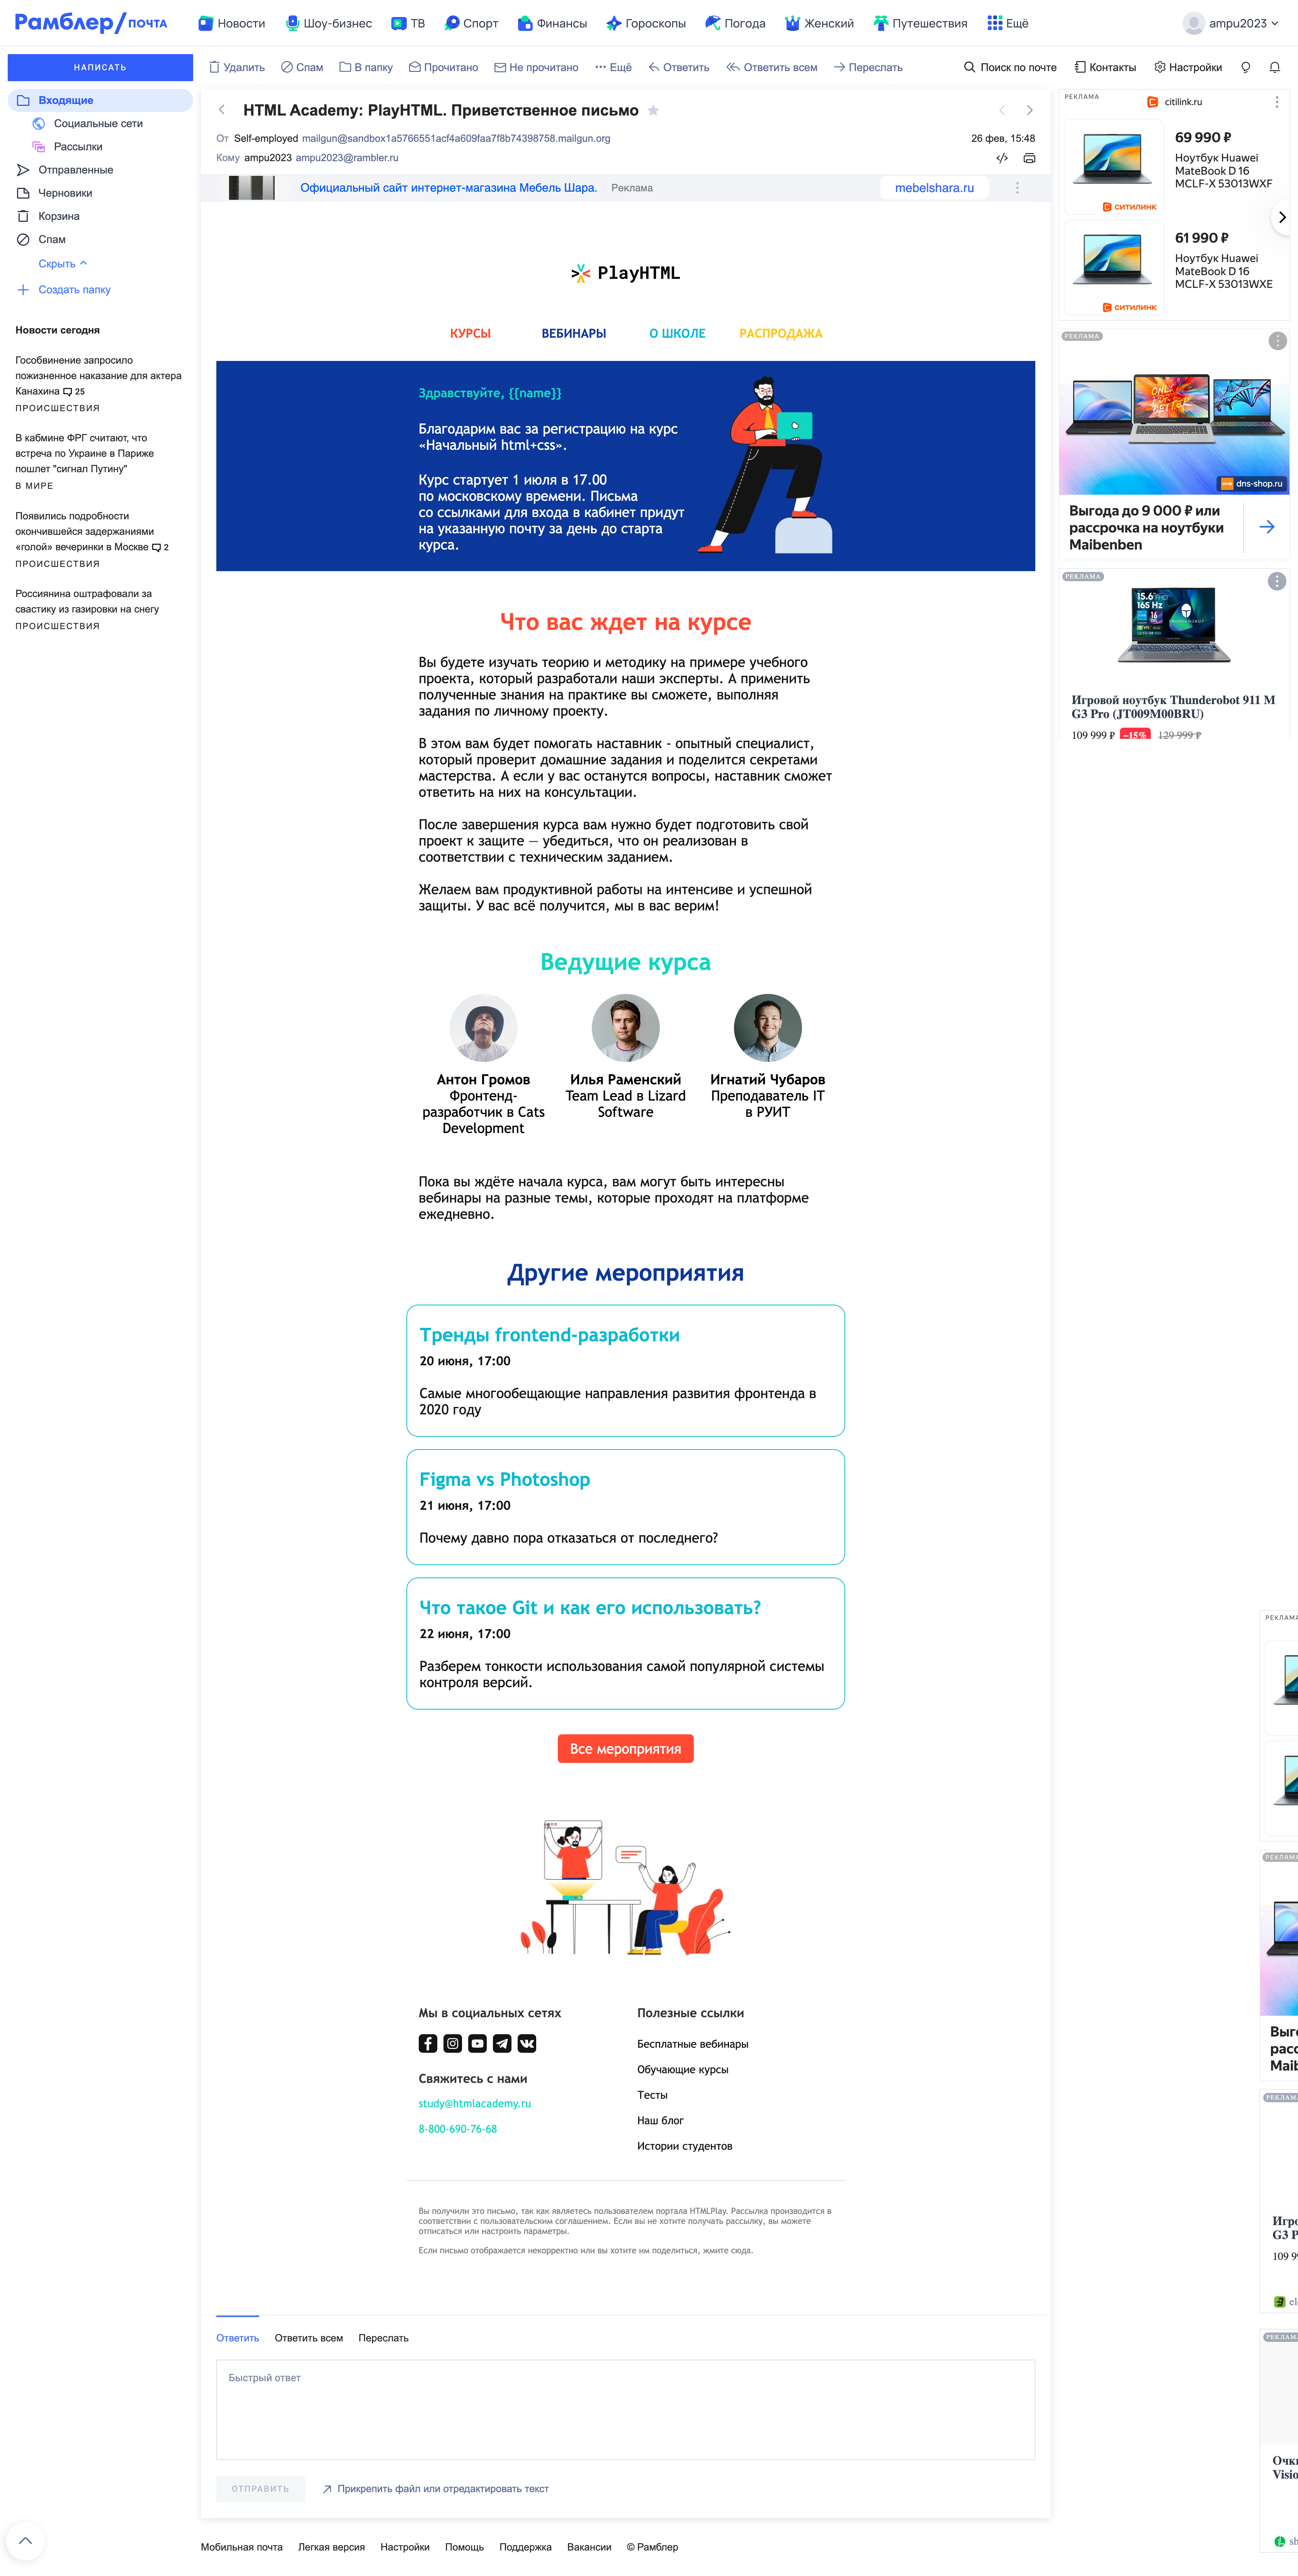 Рамблер/почта
Новости
Шоу-бизнес
ТВ
Спорт
Финансы
Гороскопы
Погода
Женский
Путешествия
Ещё
ampu2023
НАПИСАТЬ
Удалить
Спам
В папку
Прочитано
Не прочитано
Ещё
Ответить
Ответить всем
Переслать
Поиск по почте
Контакты
Настройки
Входящие
Социальные сети
Рассылки
Отправленные
Черновики
Корзина
Спам
Скрыть
Создать папку
Новости сегодня
Гособвинение запросило
пожизненное наказание для актера
Канахина 25
ПРОИСШЕСТВИЯ
В кабмине ФРГ считают, что
встреча по Украине в Париже
пошлет "сигнал Путину"
В МИРЕ
Появились подробности
окончившейся задержаниями
«голой» вечеринки в Москве 2
ПРОИСШЕСТВИЯ
Россиянина оштрафовали за
свастику из газировки на снегу
ПРОИСШЕСТВИЯ
HTML Academy: PlayHTML. Приветственное письмо
От Self-employed mailgun@sandbox1a5766551acf4a609faa7f8b74398758.mailgun.org
26 фев, 15:48
Кому ampu2023 ampu2023@rambler.ru
Официальный сайт интернет-магазина Мебель Шара. Реклама
mebelshara.ru
PlayHTML
КУРСЫ
ВЕБИНАРЫ
О ШКОЛЕ
РАСПРОДАЖА
Здравствуйте, {{name}}
Благодарим вас за регистрацию на курс
«Начальный html+css».
Курс стартует 1 июля в 17.00
по московскому времени. Письма
со ссылками для входа в кабинет придут
на указанную почту за день до старта
курса.
Что вас ждет на курсе
Вы будете изучать теорию и методику на примере учебного
проекта, который разработали наши эксперты. А применить
полученные знания на практике вы сможете, выполняя
задания по личному проекту.
В этом вам будет помогать наставник - опытный специалист,
который проверит домашние задания и поделится секретами
мастерства. А если у вас останутся вопросы, наставник сможет
ответить на них на консультации.
После завершения курса вам нужно будет подготовить свой
проект к защите — убедиться, что он реализован в
соответствии с техническим заданием.
Желаем вам продуктивной работы на интенсиве и успешной
защиты. У вас всё получится, мы в вас верим!
Ведущие курса
Антон Громов
Фронтенд-
разработчик в Cats
Development
Илья Раменский
Team Lead в Lizard
Software
Игнатий Чубаров
Преподаватель IT
в РУИТ
Пока вы ждёте начала курса, вам могут быть интересны
вебинары на разные темы, которые проходят на платформе
ежедневно.
Другие мероприятия
Тренды frontend-разработки
20 июня, 17:00
Самые многообещающие направления развития фронтенда в
2020 году
Figma vs Photoshop
21 июня, 17:00
Почему давно пора отказаться от последнего?
Что такое Git и как его использовать?
22 июня, 17:00
Разберем тонкости использования самой популярной системы
контроля версий.
Все мероприятия
Мы в социальных сетях
Свяжитесь с нами
study@htmlacademy.ru
8-800-690-76-68
Полезные ссылки
Бесплатные вебинары
Обучающие курсы
Тесты
Наш блог
Истории студентов
Вы получили это письмо, так как являетесь пользователем портала HTMLPlay. Рассылка производится в
соответствии с пользовательским соглашением. Если вы не хотите получать рассылку, вы можете
отписаться или настроить параметры.
Если письмо отображается некорректно или вы хотите им поделиться, жмите сюда.
Ответить
Ответить всем
Переслать
Быстрый ответ
ОТПРАВИТЬ
Прикрепить файл или отредактировать текст
Мобильная почта
Легкая версия
Настройки
Помощь
Поддержка
Вакансии
© Рамблер
РЕКЛАМА
citilink.ru
69 990 ₽
Ноутбук Huawei
MateBook D 16
MCLF-X 53013WXF
СИТИЛИНК
61 990 ₽
Ноутбук Huawei
MateBook D 16
MCLF-X 53013WXE
СИТИЛИНК
РЕКЛАМА
dns-shop.ru
Выгода до 9 000 ₽ или
рассрочка на ноутбуки
Maibenben
РЕКЛАМА
15.6" FHD
165 Hz
16
THUNDEROBOT
Игровой ноутбук Thunderobot 911 M
G3 Pro (JT009M00BRU)
109 999 ₽ –15% 129 999 ₽
РЕКЛАМА
РЕКЛАМА
Выго
расс
Maib
РЕКЛАМА
Игро
G3 P
109 99
el
РЕКЛАМА
Очки
Visio
sh